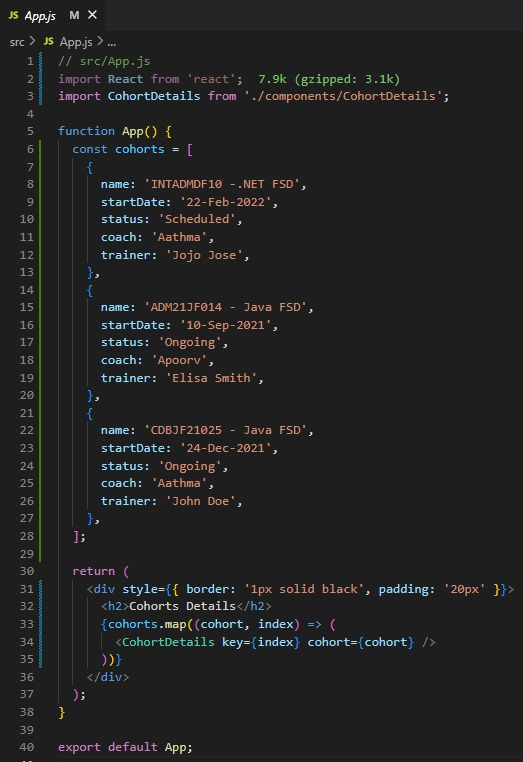 JS App.js M ×
src > JS App.js > ...
1 // src/App.js
2 import React from 'react'; 7.9k (gzipped: 3.1k)
3 import CohortDetails from './components/CohortDetails';
4
5 function App() {
6   const cohorts = [
7     {
8       name: 'INTADMDF10 -.NET FSD',
9       startDate: '22-Feb-2022',
10       status: 'Scheduled',
11       coach: 'Aathma',
12       trainer: 'Jojo Jose',
13     },
14     {
15       name: 'ADM21JF014 - Java FSD',
16       startDate: '10-Sep-2021',
17       status: 'Ongoing',
18       coach: 'Apoorv',
19       trainer: 'Elisa Smith',
20     },
21     {
22       name: 'CDBJF21025 - Java FSD',
23       startDate: '24-Dec-2021',
24       status: 'Ongoing',
25       coach: 'Aathma',
26       trainer: 'John Doe',
27     },
28   ];
29
30   return (
31     <div style={{ border: '1px solid black', padding: '20px' }}>
32       <h2>Cohorts Details</h2>
33       {cohorts.map((cohort, index) => (
34         <CohortDetails key={index} cohort={cohort} />
35       ))}
36     </div>
37   );
38 }
39
40 export default App;